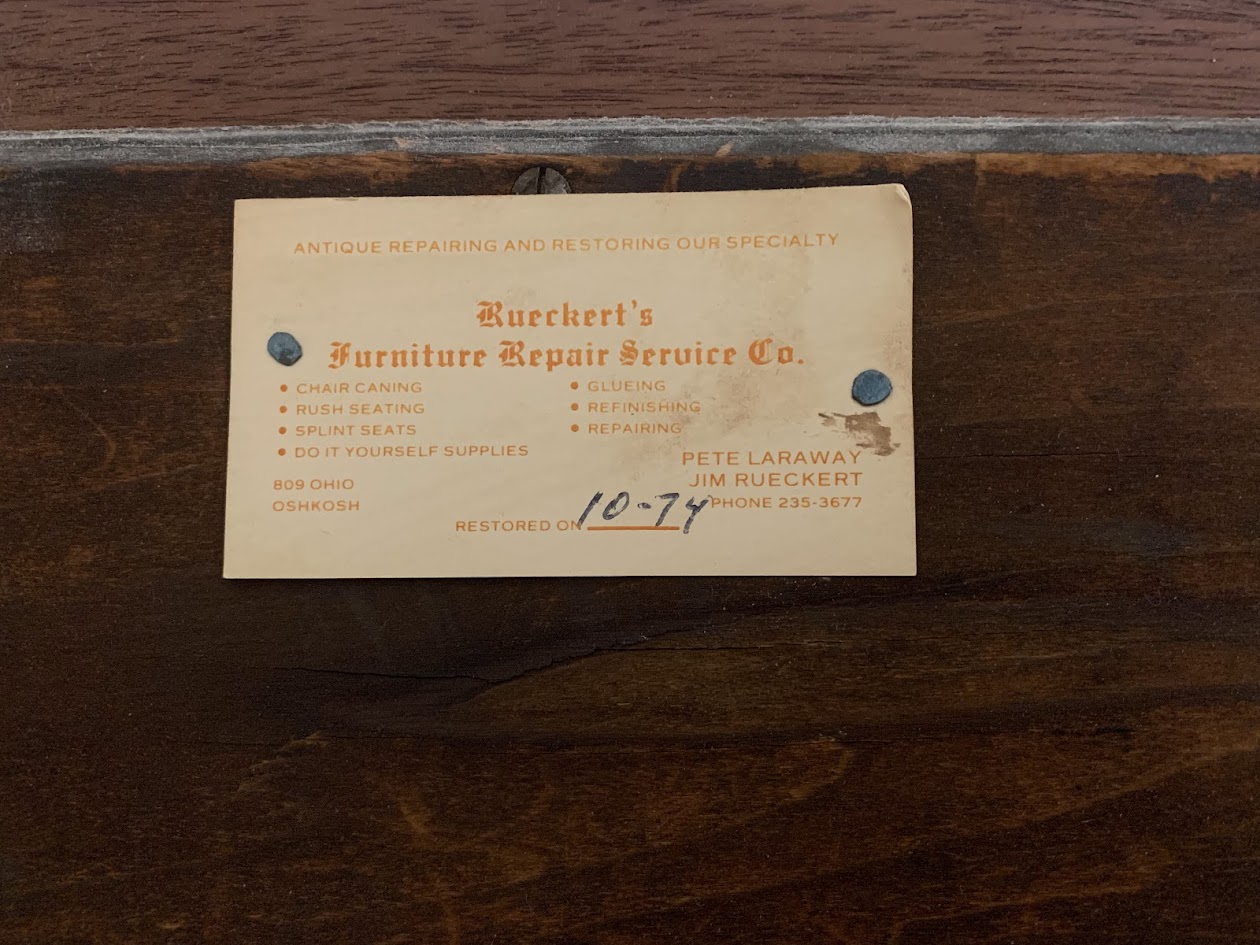 ANTIQUE REPAIRING AND RESTORING OUR SPECIALTY
Rueckert's
Furniture Repair Service Co.
• CHAIR CANING
• RUSH SEATING
• SPLINT SEATS
• DO IT YOURSELF SUPPLIES
• GLUEING
• REFINISHING
• REPAIRING
809 OHIO
OSHKOSH
PETE LARAWAY
JIM RUECKERT
PHONE 235-3677
RESTORED ON 10-74